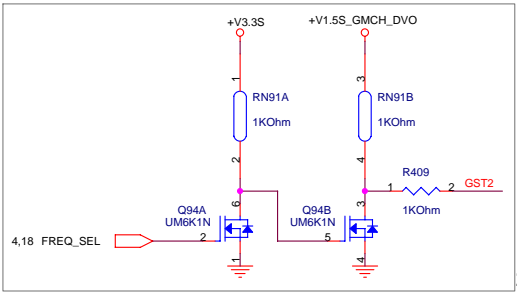 +V3.3S +V1.5S_GMCH_DVO
1 3
RN91A RN91B
1KOhm 1KOhm
2 4
R409
1 2 GST2
1KOhm
Q94A 6 Q94B 3
UM6K1N UM6K1N
4,18 FREQ_SEL 2 5
1 4